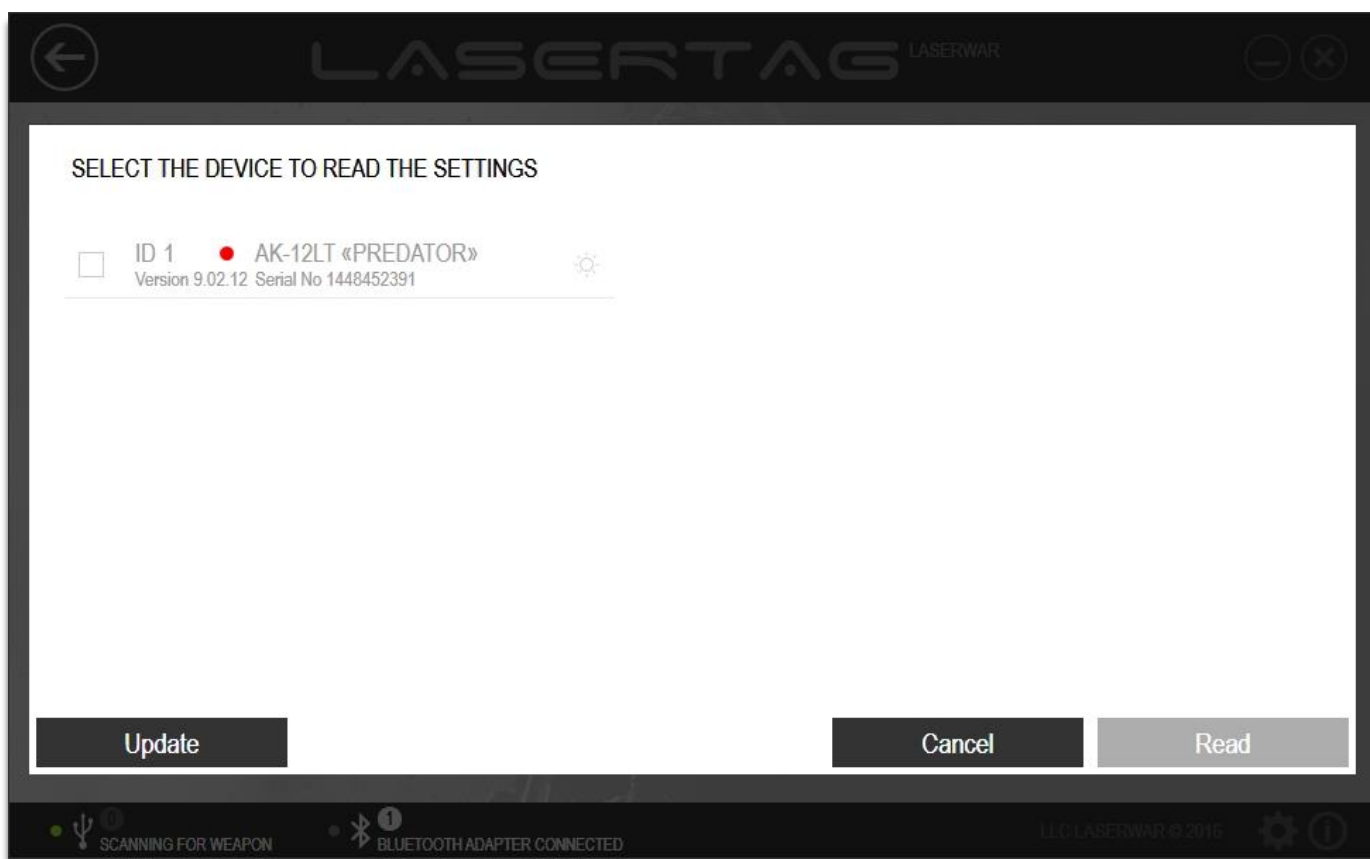 LASERTAG LASERWAR
SELECT THE DEVICE TO READ THE SETTINGS
ID 1 AK-12LT «PREDATOR»
Version 9.02.12 Serial No 1448452391
Update Cancel Read
0 1
SCANNING FOR WEAPON BLUETOOTH ADAPTER CONNECTED LLC LASERWAR © 2015